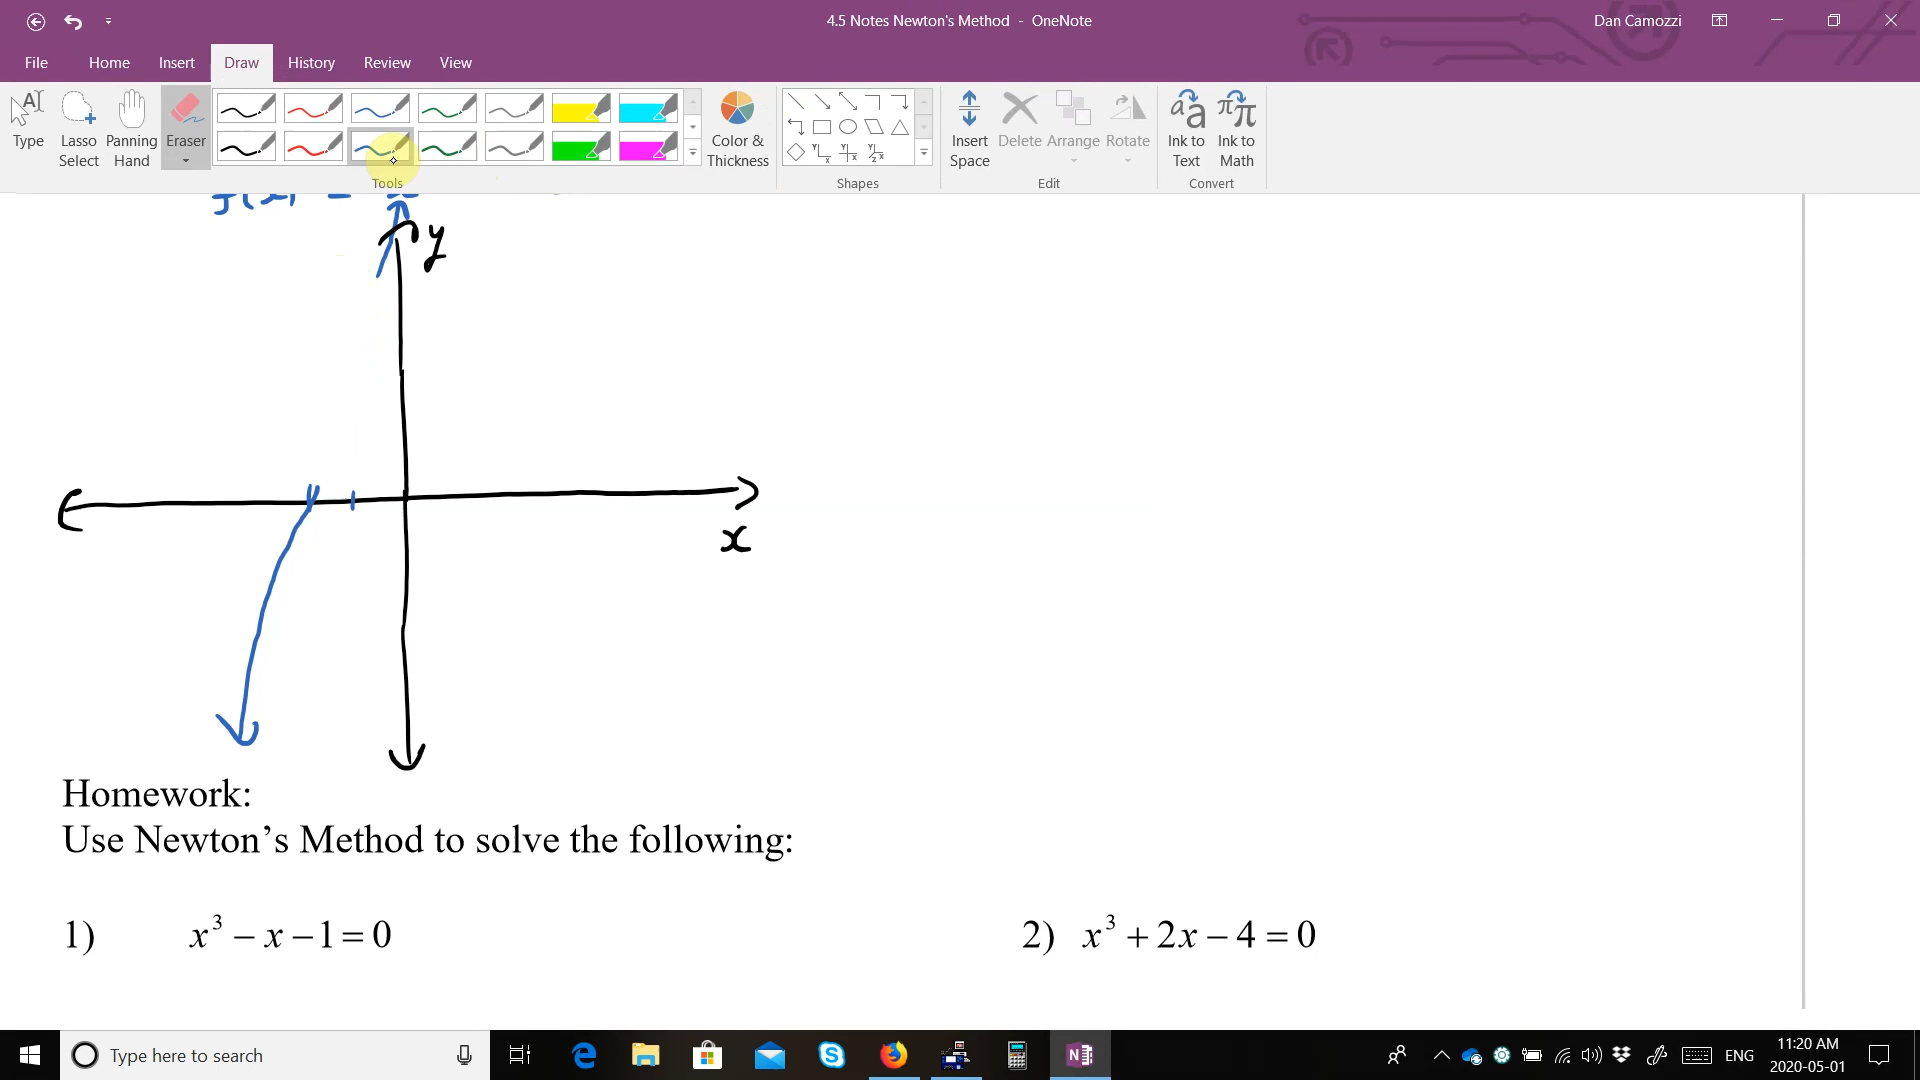 4.5 Notes Newton's Method - OneNote
Dan Camozzi
File Home Insert Draw History Review View
Type
Lasso Select
Panning Hand
Eraser
Color & Thickness
Insert Space
Delete
Arrange
Rotate
Ink to Text
Ink to Math
Tools
Shapes
Edit
Convert
y
x
Homework:
Use Newton's Method to solve the following:
1) x³ − x − 1 = 0
2) x³ + 2x − 4 = 0
Type here to search
ENG
11:20 AM
2020-05-01